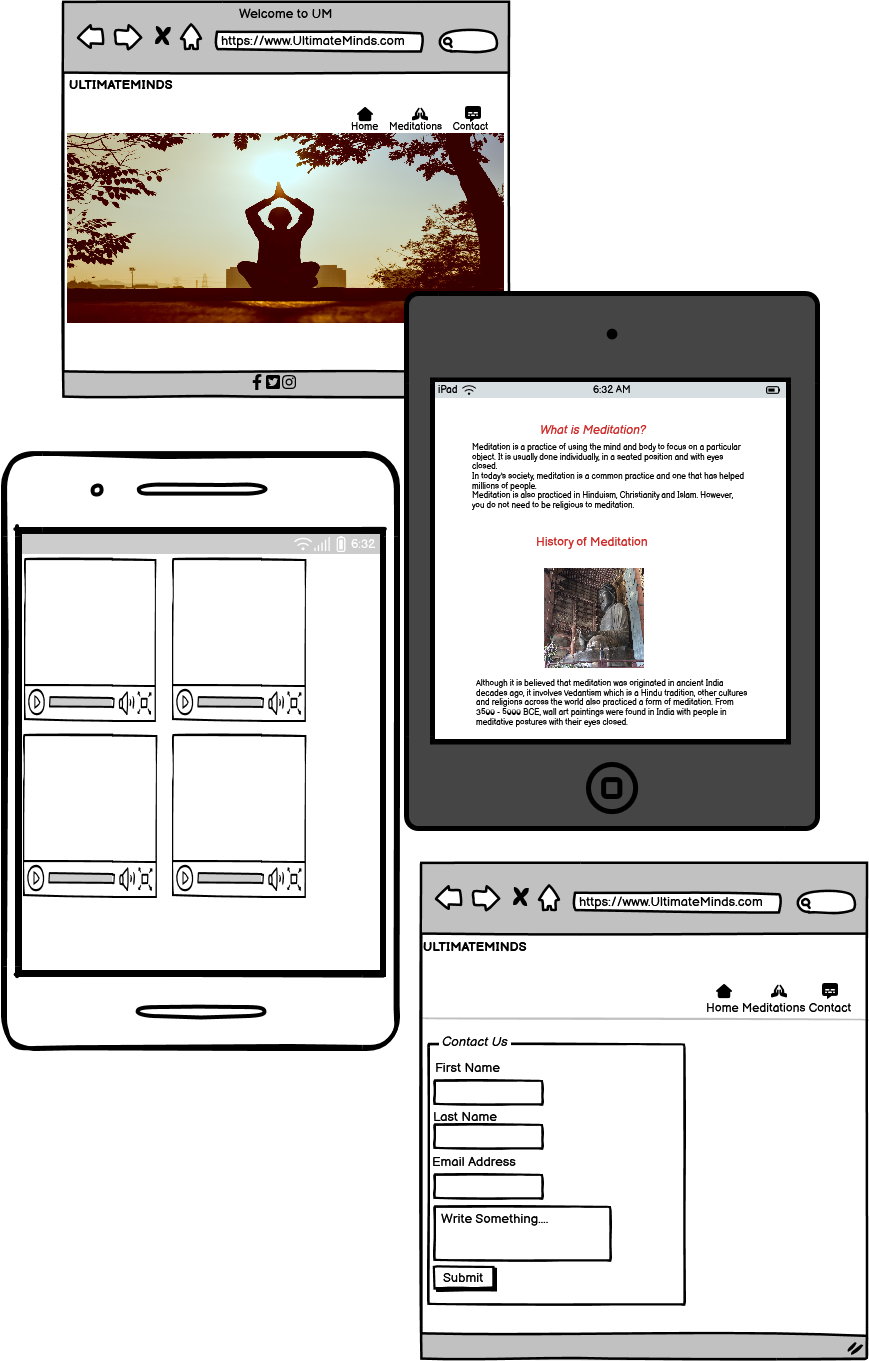 Welcome to UM
https://www.UltimateMinds.com
ULTIMATEMINDS
Home Meditations Contact
iPad 6:32 AM
What is Meditation?
Meditation is a practice of using the mind and body to focus on a particular
object. It is usually done individually, in a seated position and with eyes
closed.
In today's society, meditation is a common practice and one that has helped
millions of people.
Meditation is also practiced in Hinduism, Christianity and Islam. However,
you do not need to be religious to meditation.
History of Meditation
Although it is believed that meditation was originated in ancient India
decades ago, it involves Vedantism which is a Hindu tradition, other cultures
and religions across the world also practiced a form of meditation. From
3500 - 5000 BCE, wall art paintings were found in India with people in
meditative postures with their eyes closed.
6:32
https://www.UltimateMinds.com
ULTIMATEMINDS
Home Meditations Contact
Contact Us
First Name
Last Name
Email Address
Write Something....
Submit